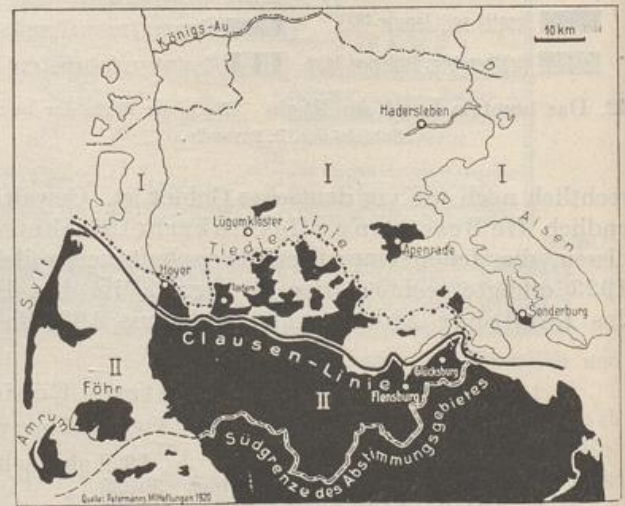 Königs-Au
10 km
Hadersleben
I
I
I
Lügumkloster
Tiedje-Linie
Apenrade
Alsen
Hoyer
Tondern
Sonderburg
Sylt
Clausen-Linie
Glücksburg
Flensburg
II
II
Föhr
Amrum
Südgrenze des Abstimmungsgebietes
Quelle: Petermanns Mitteilungen 1920